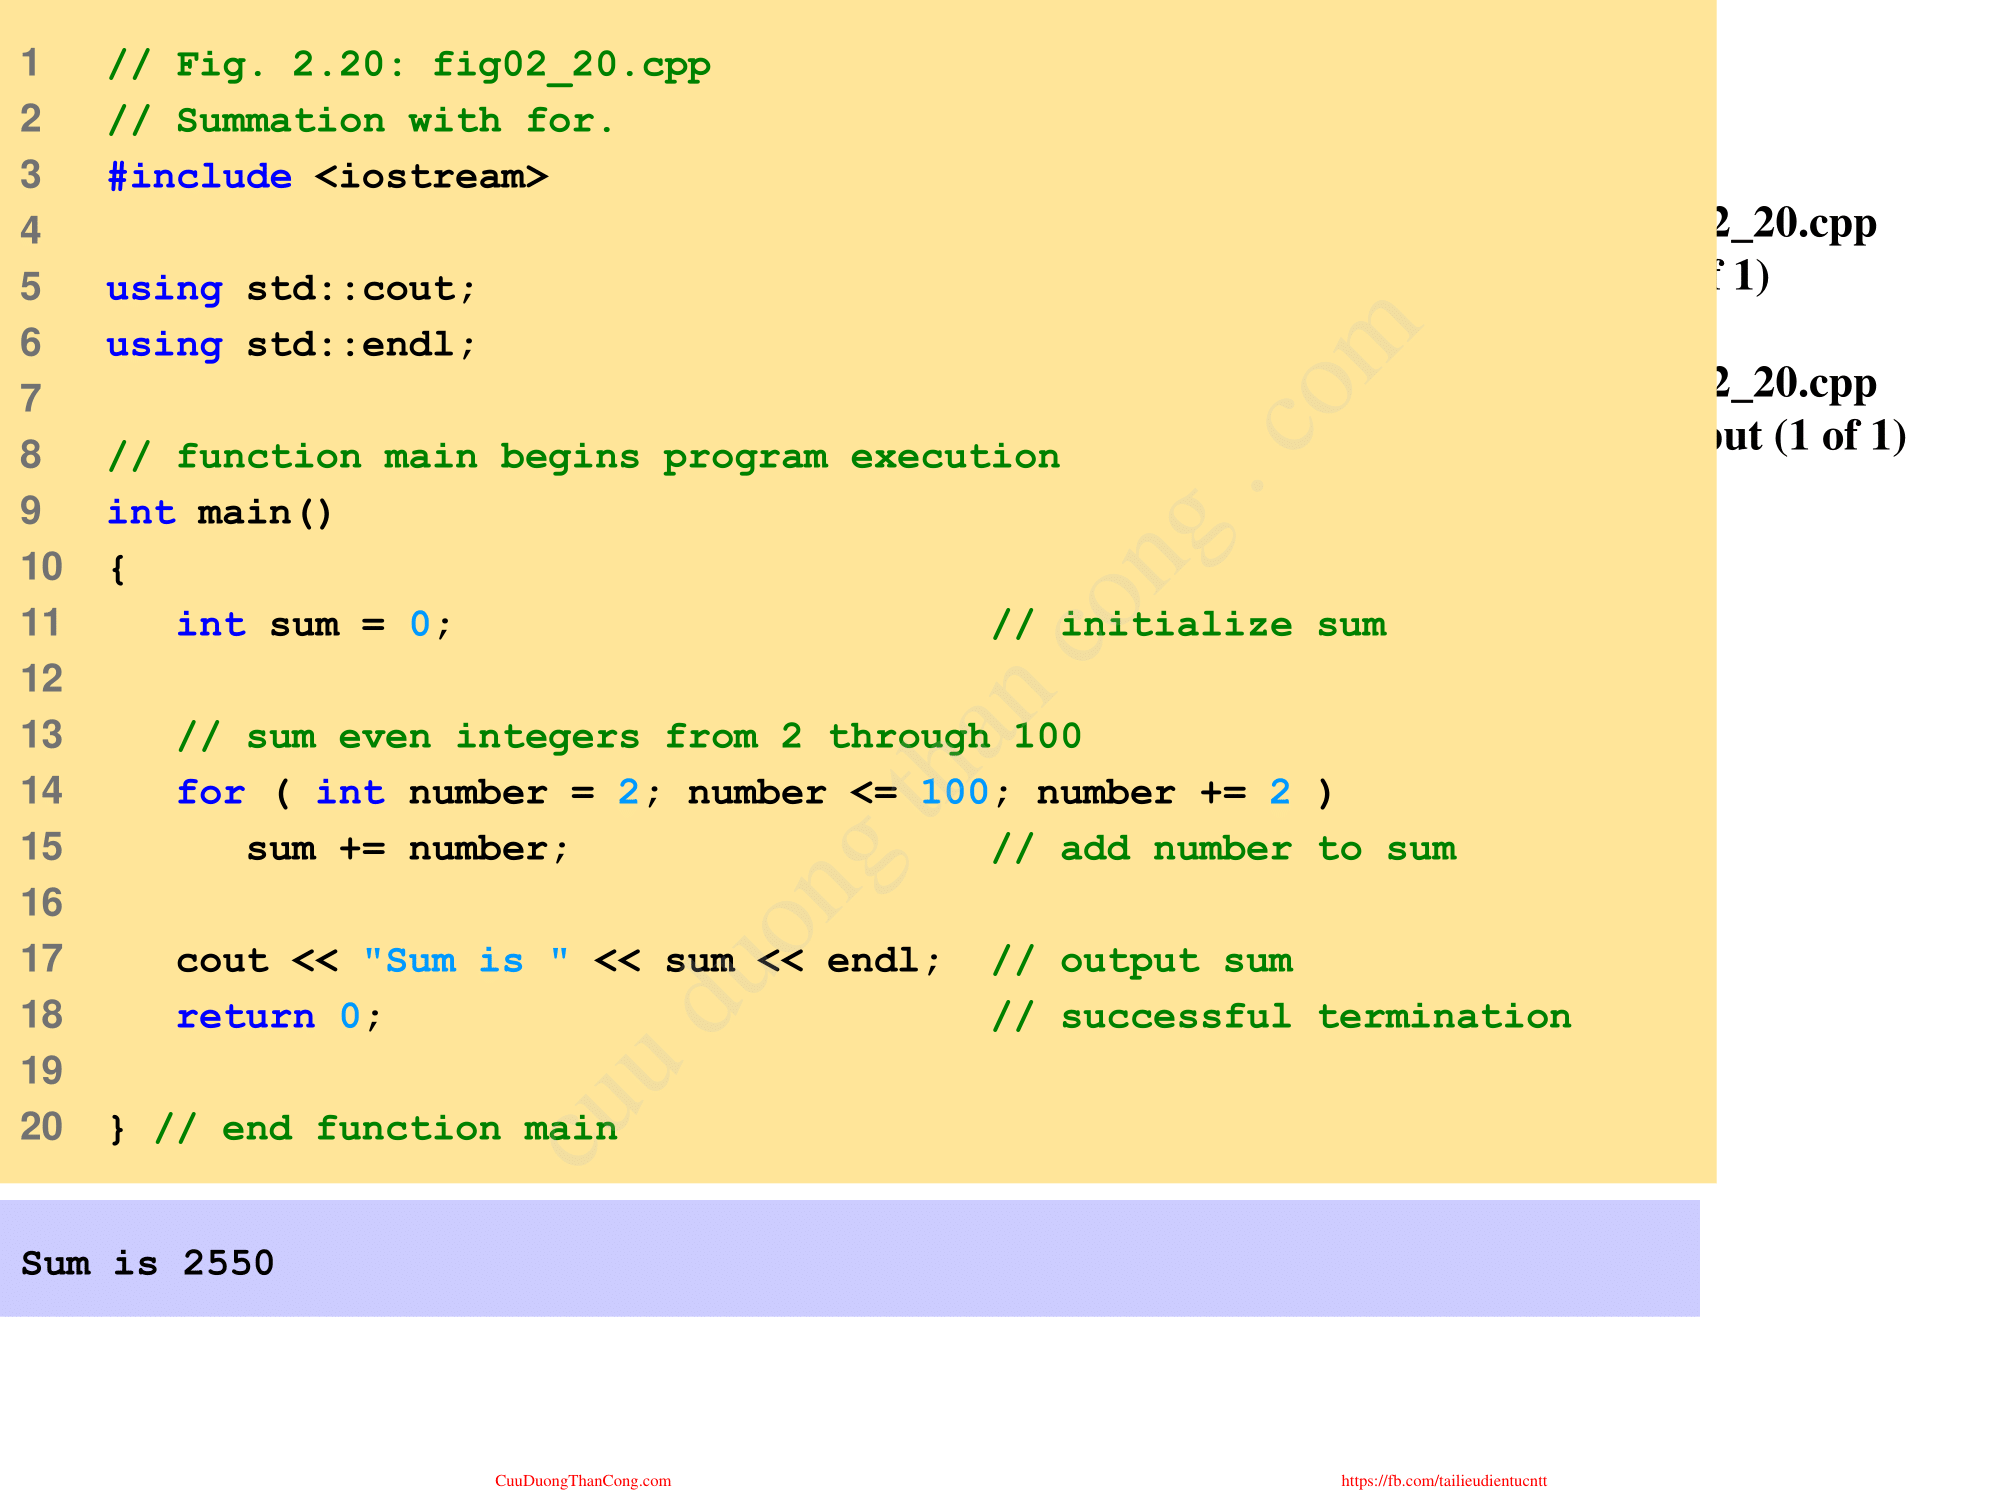 1 // Fig. 2.20: fig02_20.cpp
2 // Summation with for.
3 #include <iostream>
4
5 using std::cout;
6 using std::endl;
7
8 // function main begins program execution
9 int main()
10 {
11 int sum = 0; // initialize sum
12
13 // sum even integers from 2 through 100
14 for ( int number = 2; number <= 100; number += 2 )
15 sum += number; // add number to sum
16
17 cout << "Sum is " << sum << endl; // output sum
18 return 0; // successful termination
19
20 } // end function main
2_20.cpp
1)
2_20.cpp
out (1 of 1)
cuu duong than cong . com
Sum is 2550
CuuDuongThanCong.com
https://fb.com/tailieudientucntt